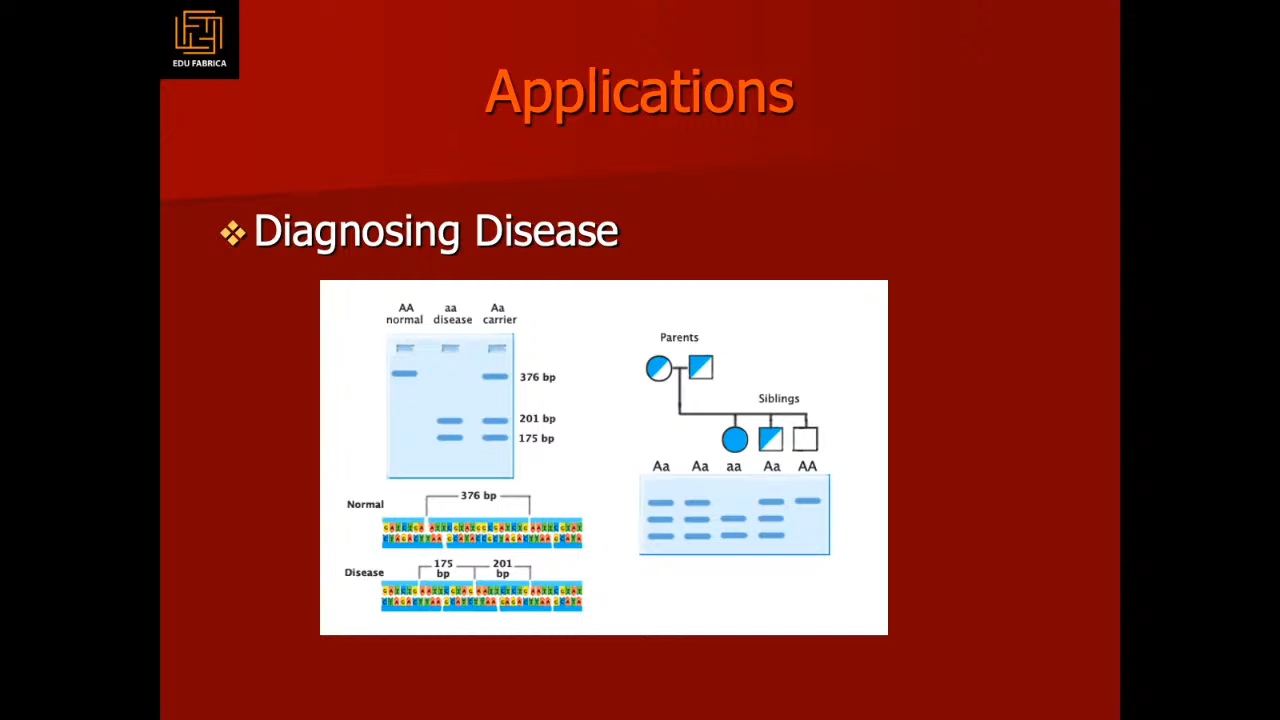 EDU FABRICA
Applications
Diagnosing Disease
AA aa Aa
normal disease carrier
376 bp
201 bp
175 bp
Normal
376 bp
Disease
175 bp
201 bp
Parents
Siblings
Aa Aa aa Aa AA